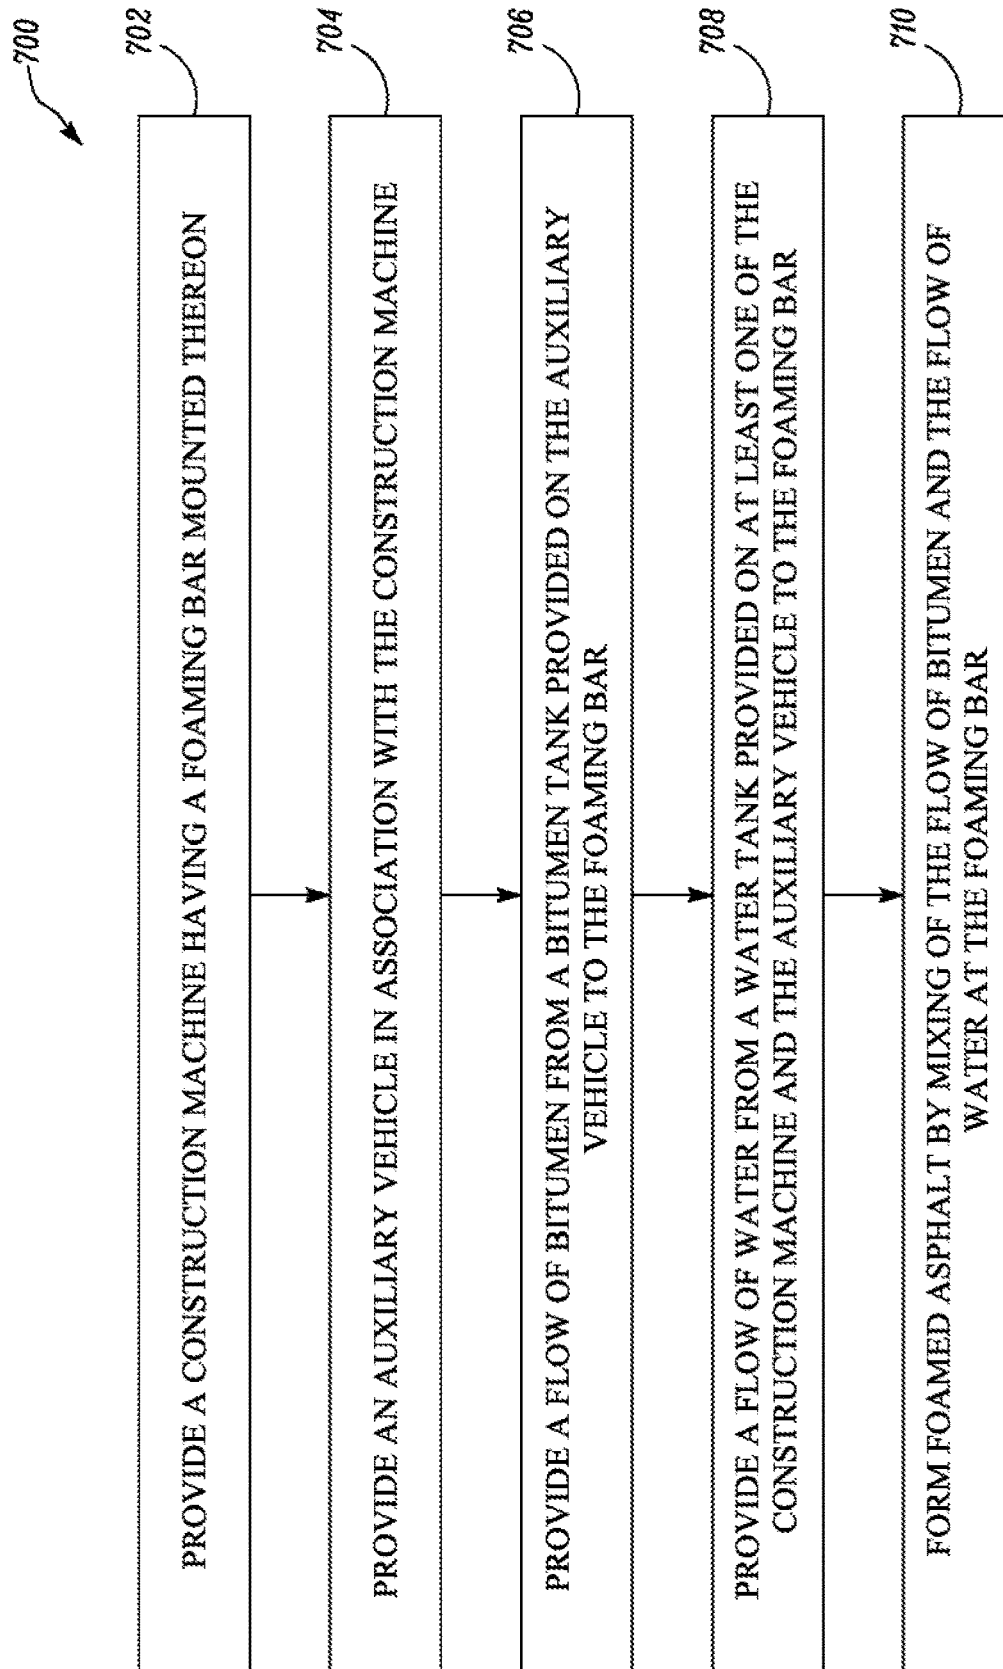 700
702
PROVIDE A CONSTRUCTION MACHINE HAVING A FOAMING BAR MOUNTED THEREON
704
PROVIDE AN AUXILIARY VEHICLE IN ASSOCIATION WITH THE CONSTRUCTION MACHINE
706
PROVIDE A FLOW OF BITUMEN FROM A BITUMEN TANK PROVIDED ON THE AUXILIARY
VEHICLE TO THE FOAMING BAR
708
PROVIDE A FLOW OF WATER FROM A WATER TANK PROVIDED ON AT LEAST ONE OF THE
CONSTRUCTION MACHINE AND THE AUXILIARY VEHICLE TO THE FOAMING BAR
710
FORM FOAMED ASPHALT BY MIXING OF THE FLOW OF BITUMEN AND THE FLOW OF
WATER AT THE FOAMING BAR